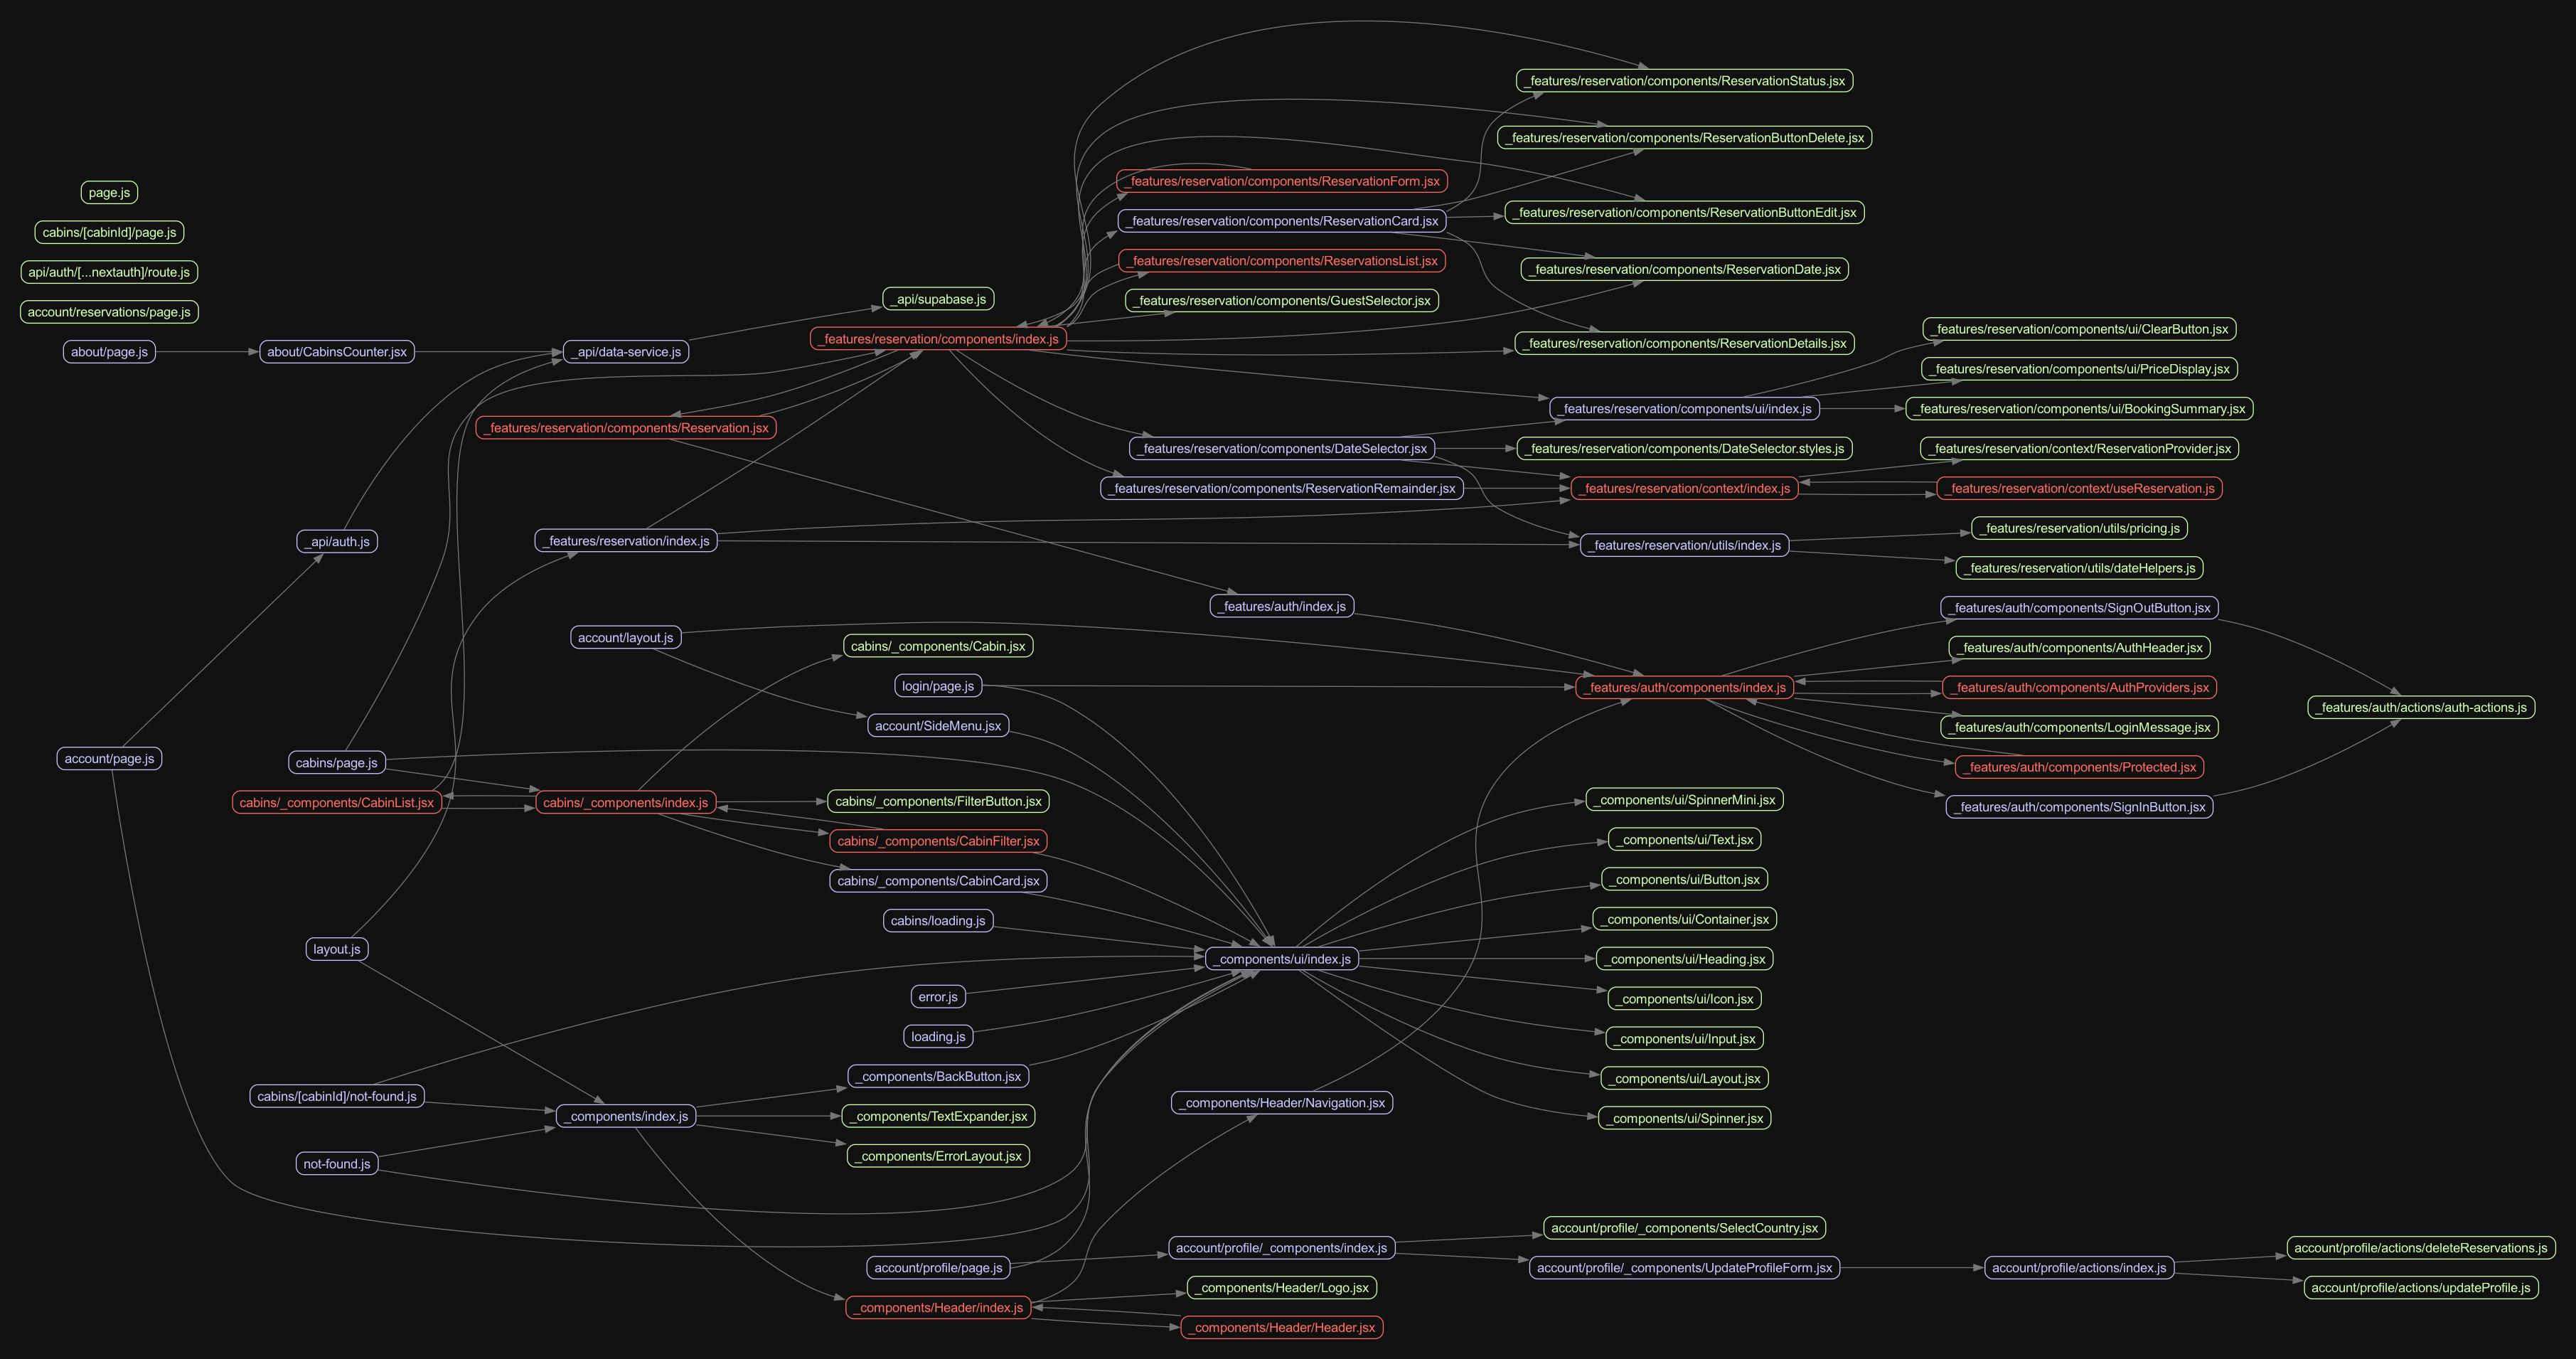 page.js
cabins/[cabinId]/page.js
api/auth/[...nextauth]/route.js
account/reservations/page.js
about/page.js
about/CabinsCounter.jsx
_api/data-service.js
_api/supabase.js
_features/reservation/components/index.js
_features/reservation/components/Reservation.jsx
_api/auth.js
_features/reservation/index.js
account/layout.js
account/page.js
cabins/page.js
cabins/_components/CabinList.jsx
cabins/_components/index.js
layout.js
cabins/[cabinId]/not-found.js
not-found.js
_components/index.js
cabins/_components/Cabin.jsx
login/page.js
account/SideMenu.jsx
cabins/_components/FilterButton.jsx
cabins/_components/CabinFilter.jsx
cabins/_components/CabinCard.jsx
cabins/loading.js
error.js
loading.js
_components/BackButton.jsx
_components/TextExpander.jsx
_components/ErrorLayout.jsx
account/profile/page.js
_components/Header/index.js
_features/reservation/components/ReservationForm.jsx
_features/reservation/components/ReservationCard.jsx
_features/reservation/components/ReservationsList.jsx
_features/reservation/components/GuestSelector.jsx
_features/reservation/components/DateSelector.jsx
_features/reservation/components/ReservationRemainder.jsx
_features/auth/index.js
_components/ui/index.js
_components/Header/Navigation.jsx
account/profile/_components/index.js
_components/Header/Logo.jsx
_components/Header/Header.jsx
_features/reservation/components/ReservationStatus.jsx
_features/reservation/components/ReservationButtonDelete.jsx
_features/reservation/components/ReservationButtonEdit.jsx
_features/reservation/components/ReservationDate.jsx
_features/reservation/components/ReservationDetails.jsx
_features/reservation/components/ui/index.js
_features/reservation/components/DateSelector.styles.js
_features/reservation/context/index.js
_features/reservation/utils/index.js
_features/auth/components/index.js
_components/ui/SpinnerMini.jsx
_components/ui/Text.jsx
_components/ui/Button.jsx
_components/ui/Container.jsx
_components/ui/Heading.jsx
_components/ui/Icon.jsx
_components/ui/Input.jsx
_components/ui/Layout.jsx
_components/ui/Spinner.jsx
account/profile/_components/SelectCountry.jsx
account/profile/_components/UpdateProfileForm.jsx
_features/reservation/components/ui/ClearButton.jsx
_features/reservation/components/ui/PriceDisplay.jsx
_features/reservation/components/ui/BookingSummary.jsx
_features/reservation/context/ReservationProvider.jsx
_features/reservation/context/useReservation.js
_features/reservation/utils/pricing.js
_features/reservation/utils/dateHelpers.js
_features/auth/components/SignOutButton.jsx
_features/auth/components/AuthHeader.jsx
_features/auth/components/AuthProviders.jsx
_features/auth/components/LoginMessage.jsx
_features/auth/components/Protected.jsx
_features/auth/components/SignInButton.jsx
account/profile/actions/index.js
_features/auth/actions/auth-actions.js
account/profile/actions/deleteReservations.js
account/profile/actions/updateProfile.js